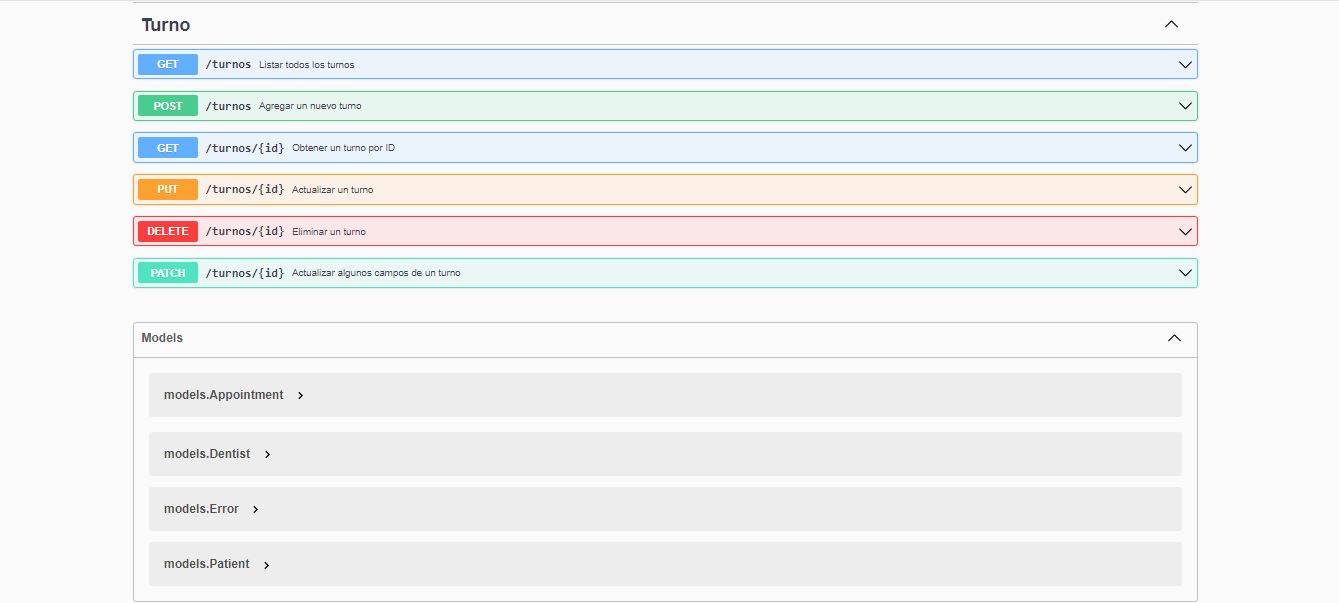 Turno
GET /turnos Listar todos los turnos
POST /turnos Agregar un nuevo turno
GET /turnos/{id} Obtener un turno por ID
PUT /turnos/{id} Actualizar un turno
DELETE /turnos/{id} Eliminar un turno
PATCH /turnos/{id} Actualizar algunos campos de un turno
Models
models.Appointment
models.Dentist
models.Error
models.Patient